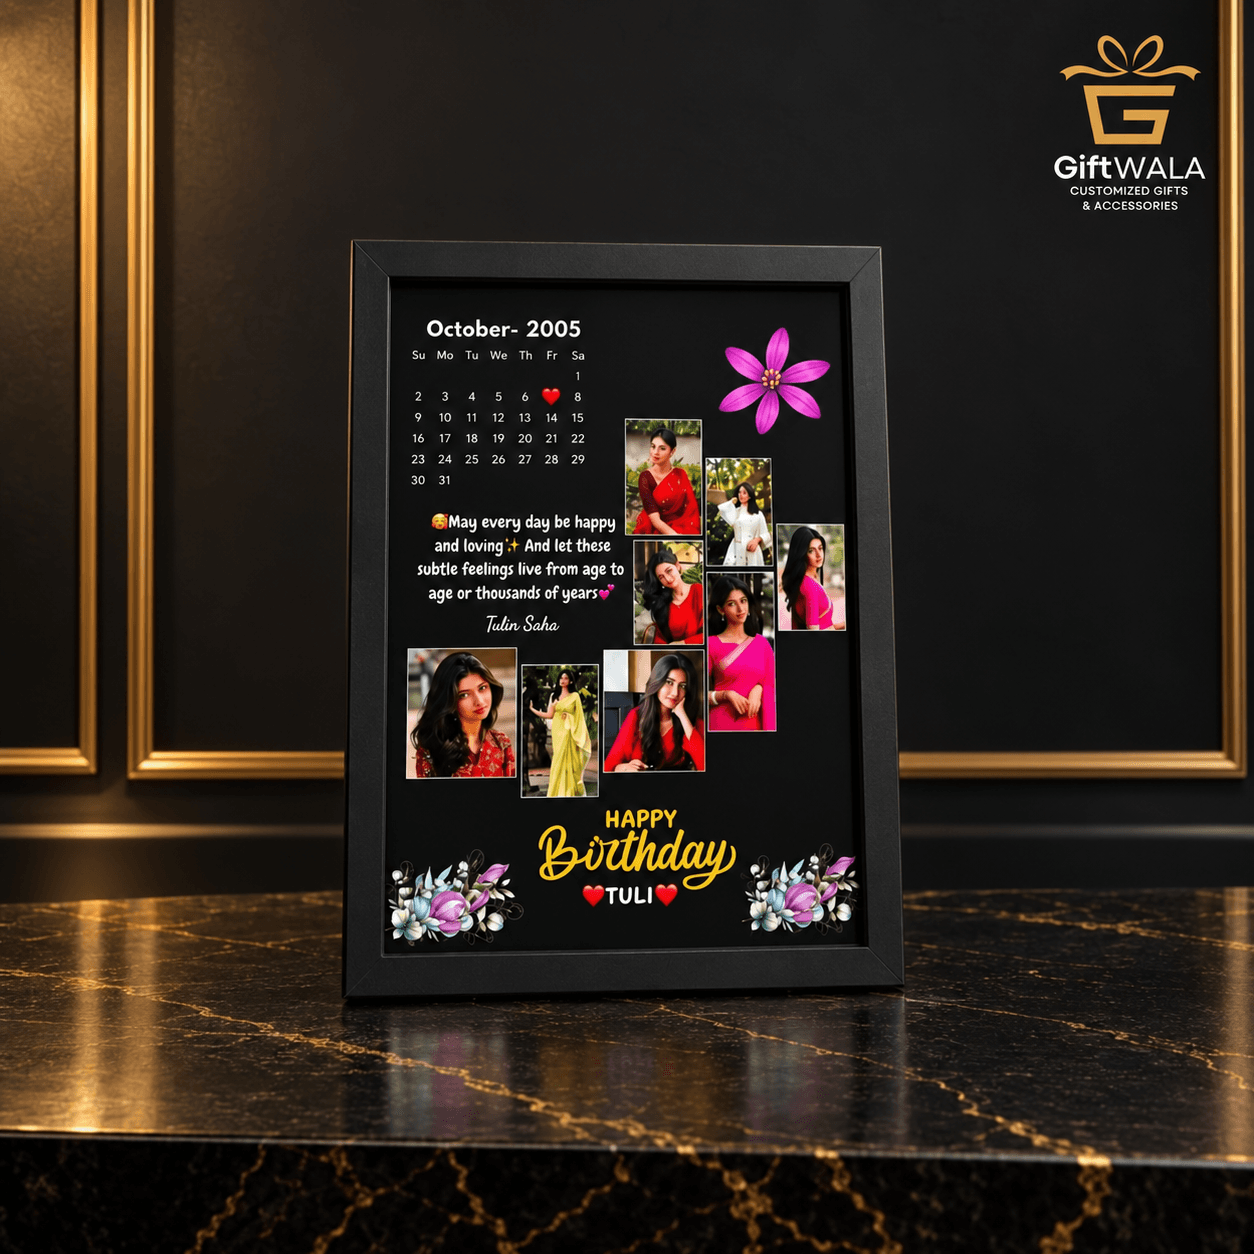 GiftWALA
CUSTOMIZED GIFTS
& ACCESSORIES
October- 2005
Su Mo Tu We Th Fr Sa
1
2 3 4 5 6 ❤️ 8
9 10 11 12 13 14 15
16 17 18 19 20 21 22
23 24 25 26 27 28 29
30 31
🥰May every day be happy
and loving✨ And let these
subtle feelings live from age to
age or thousands of years💕
Tulin Saha
HAPPY
Birthday
❤️TULI❤️